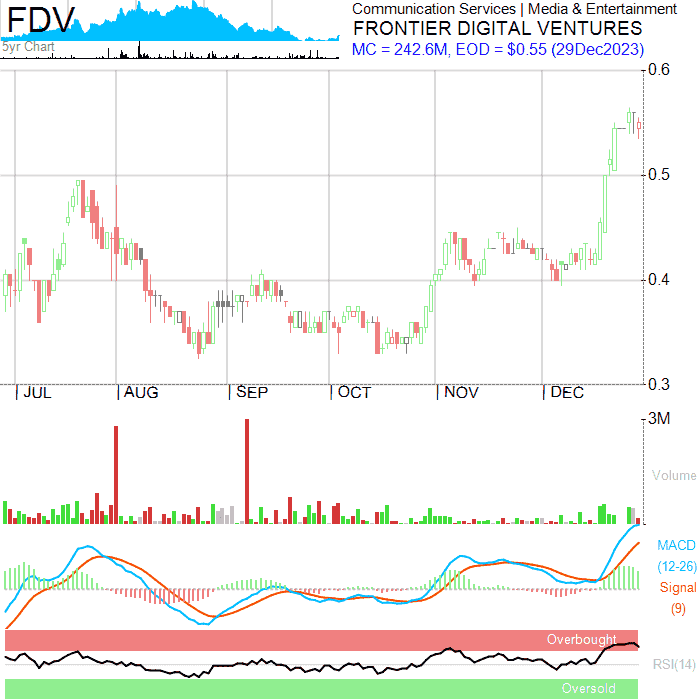 FDV
5yr Chart
Communication Services | Media & Entertainment
FRONTIER DIGITAL VENTURES
MC = 242.6M, EOD = $0.55 (29Dec2023)
0.6
0.5
0.4
0.3
JUL
AUG
SEP
OCT
NOV
DEC
3M
Volume
MACD
(12-26)
Signal
(9)
Overbought
RSI(14)
Oversold